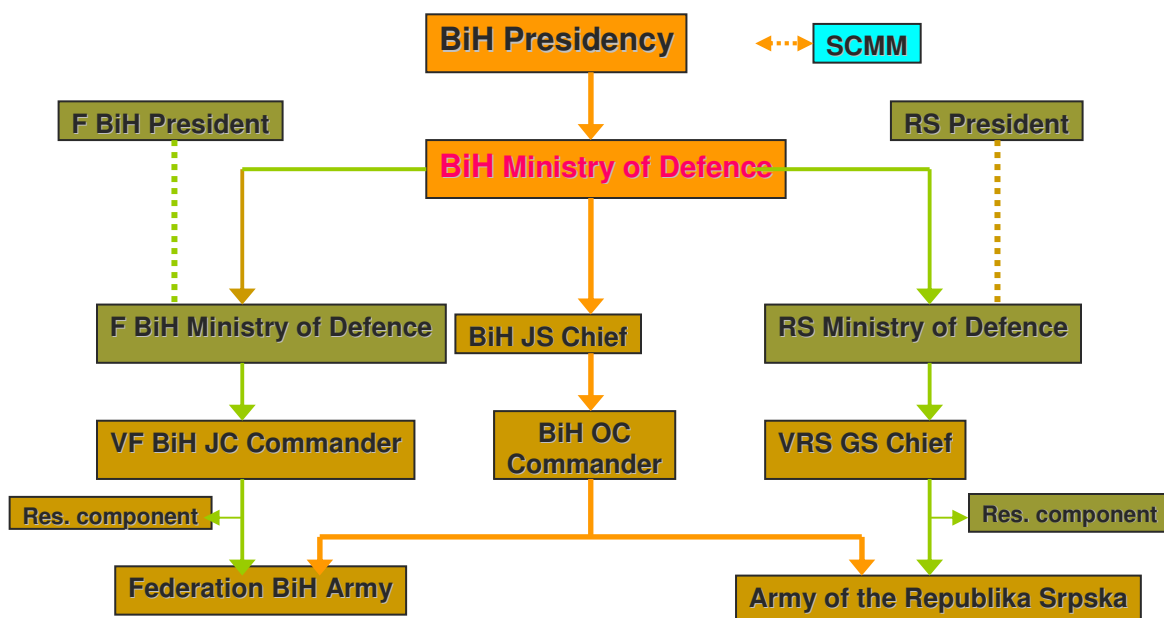 BiH Presidency
SCMM
F BiH President
RS President
BiH Ministry of Defence
F BiH Ministry of Defence
BiH JS Chief
RS Ministry of Defence
VF BiH JC Commander
BiH OC
Commander
VRS GS Chief
Res. component
Res. component
Federation BiH Army
Army of the Republika Srpska